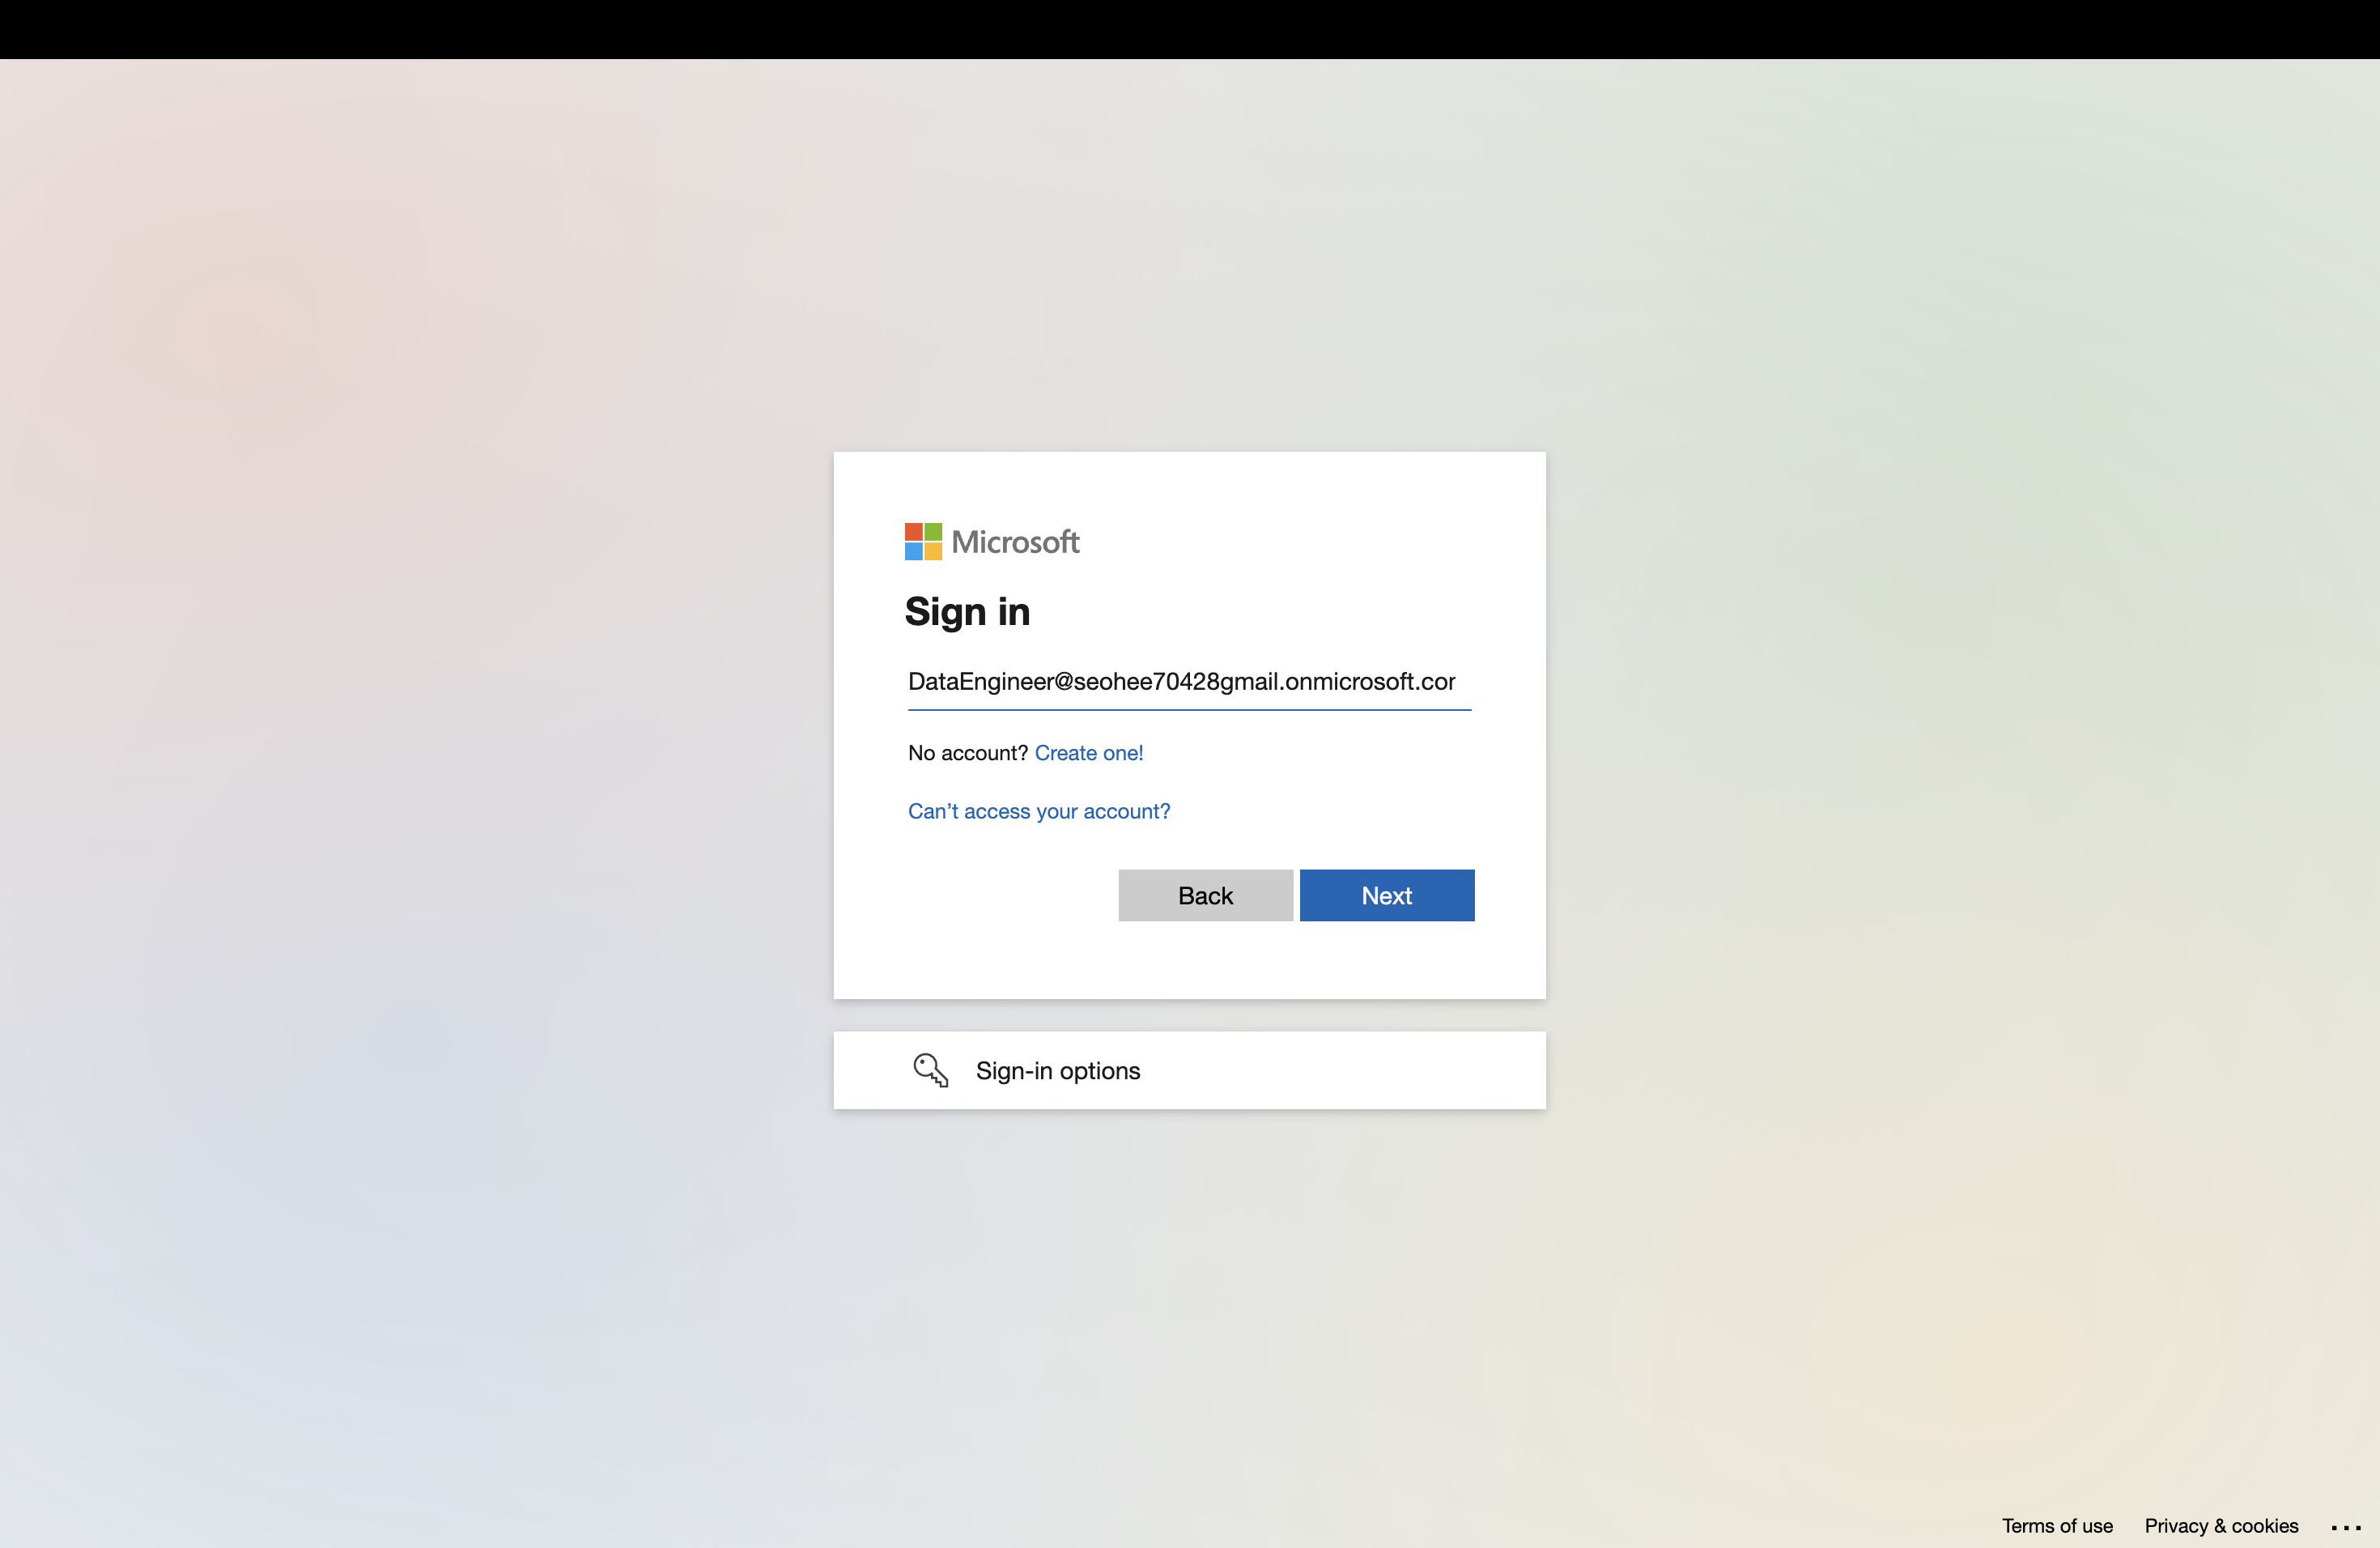 Microsoft
Sign in
DataEngineer@seohee70428gmail.onmicrosoft.cor
No account? Create one!
Can't access your account?
Back
Next
Sign-in options
Terms of use
Privacy & cookies